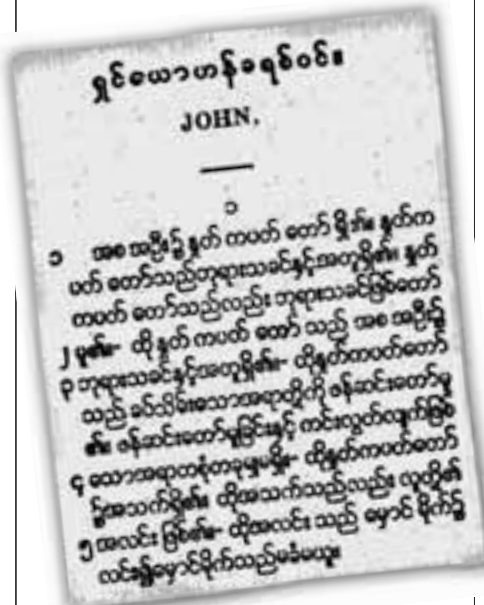 ရှင်ယောဟန်ခရစ်ဝင်။
JOHN.
၁
၁ အစအဦး၌နှုတ် ကပတ် တော် ရှိ၏။ နှုတ်က
ပတ် တော်သည်ဘုရားသခင်နှင့်အတူရှိ၏။ နှုတ်
ကပတ် တော်သည်လည်း ဘုရားသခင်ဖြစ်တော်
၂ မူ၏။- ထို နှုတ် ကပတ် တော် သည် အစ အဦး၌
၃ ဘုရားသခင်နှင့်အတူရှိ၏။- ထိုနှုတ်ကပတ်တော်
သည် ခပ်သိမ်းသောအရာတို့ကို ဖန်ဆင်းတော်မူ
၏။ ဖန်ဆင်းတော်မူခြင်းနှင့် ကင်းလွတ်လျက်ဖြစ်
၄ သောအရာတစုံတခုမျှမရှိ။- ထိုနှုတ်ကပတ်တော်
၌အသက်ရှိ၏။ ထိုအသက်သည်လည်း လူတို့၏
၅ အလင်း ဖြစ်၏။- ထိုအလင်း သည် မှောင် မိုက်၌
လင်း၍မှောင်မိုက်သည်မခံမယူ။